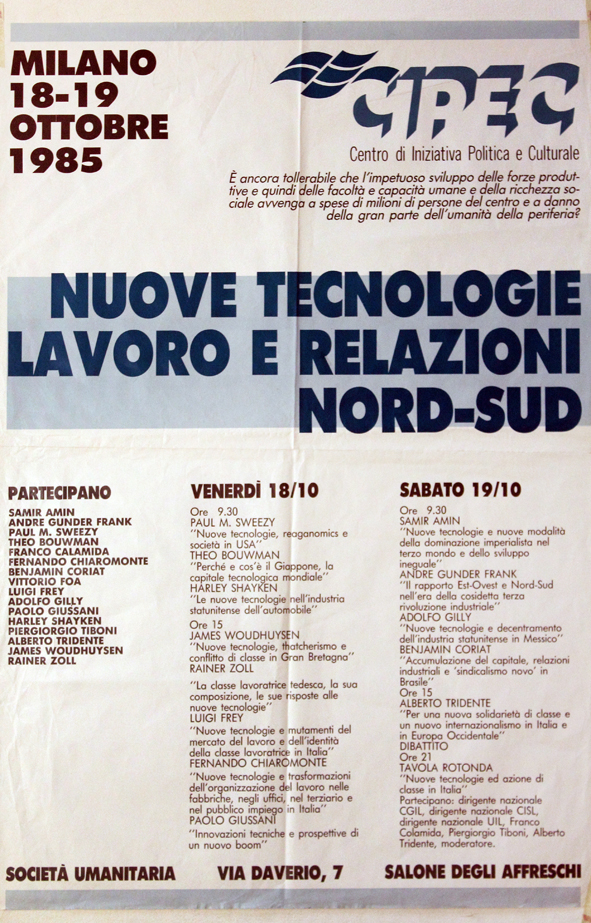 MILANO
18-19
OTTOBRE
1985
CIPEC
Centro di Iniziativa Politica e Culturale
È ancora tollerabile che l'impetuoso sviluppo delle forze produt-
tive e quindi delle facoltà e capacità umane e della ricchezza so-
ciale avvenga a spese di milioni di persone del centro e a danno
della gran parte dell'umanità della periferia?
NUOVE TECNOLOGIE
LAVORO E RELAZIONI
NORD-SUD
PARTECIPANO
SAMIR AMIN
ANDRE GUNDER FRANK
PAUL M. SWEEZY
THEO BOUWMAN
FRANCO CALAMIDA
FERNANDO CHIAROMONTE
BENJAMIN CORIAT
VITTORIO FOA
LUIGI FREY
ADOLFO GILLY
PAOLO GIUSSANI
HARLEY SHAYKEN
PIERGIORGIO TIBONI
ALBERTO TRIDENTE
JAMES WOUDHUYSEN
RAINER ZOLL
VENERDÌ 18/10
Ore 9.30
PAUL M. SWEEZY
"Nuove tecnologie, reaganomics e
società in USA"
THEO BOUWMAN
"Perché e cos'è il Giappone, la
capitale tecnologica mondiale"
HARLEY SHAYKEN
"Le nuove tecnologie nell'industria
statunitense dell'automobile"
Ore 15
JAMES WOUDHUYSEN
"Nuove tecnologie, thatcherismo e
conflitto di classe in Gran Bretagna"
RAINER ZOLL
"La classe lavoratrice tedesca, la sua
composizione, le sue risposte alle
nuove tecnologie"
LUIGI FREY
"Nuove tecnologie e mutamenti del
mercato del lavoro e dell'identità
della classe lavoratrice in Italia"
FERNANDO CHIAROMONTE
"Nuove tecnologie e trasformazioni
dell'organizzazione del lavoro nelle
fabbriche, negli uffici, nel terziario e
nel pubblico impiego in Italia"
PAOLO GIUSSANI
"Innovazioni tecniche e prospettive di
un nuovo boom"
SABATO 19/10
Ore 9.30
SAMIR AMIN
"Nuove tecnologie e nuove modalità
della dominazione imperialista nel
terzo mondo e dello sviluppo
ineguale"
ANDRE GUNDER FRANK
"Il rapporto Est-Ovest e Nord-Sud
nell'era della cosidetta terza
rivoluzione industriale"
ADOLFO GILLY
"Nuove tecnologie e decentramento
dell'industria statunitense in Messico"
BENJAMIN CORIAT
"Accumulazione del capitale, relazioni
industriali e 'sindicalismo novo' in
Brasile"
Ore 15
ALBERTO TRIDENTE
"Per una nuova solidarietà di classe e
un nuovo internazionalismo in Italia e
in Europa Occidentale"
DIBATTITO
Ore 21
TAVOLA ROTONDA
"Nuove tecnologie ed azione di
classe in Italia"
Partecipano: dirigente nazionale
CGIL, dirigente nazionale CISL,
dirigente nazionale UIL, Franco
Colamida, Piergiorgio Tiboni, Alberto
Tridente, moderatore.
SOCIETÀ UMANITARIA VIA DAVERIO, 7 SALONE DEGLI AFFRESCHI